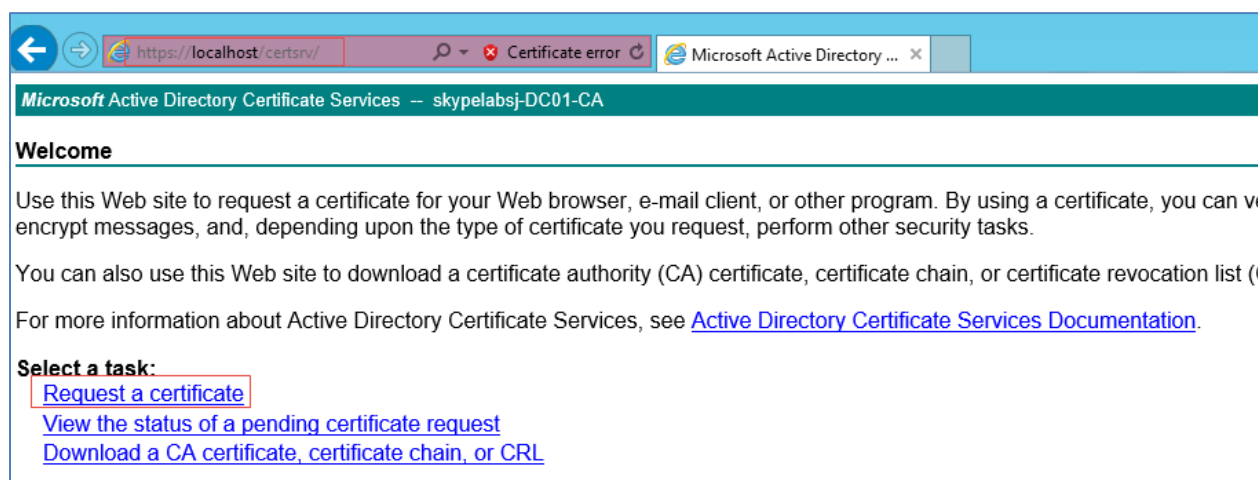 https://localhost/certsrv/ Certificate error Microsoft Active Directory ...
Microsoft Active Directory Certificate Services -- skypelabsj-DC01-CA
Welcome
Use this Web site to request a certificate for your Web browser, e-mail client, or other program. By using a certificate, you can
encrypt messages, and, depending upon the type of certificate you request, perform other security tasks.
You can also use this Web site to download a certificate authority (CA) certificate, certificate chain, or certificate revocation list
For more information about Active Directory Certificate Services, see Active Directory Certificate Services Documentation.
Select a task:
Request a certificate
View the status of a pending certificate request
Download a CA certificate, certificate chain, or CRL